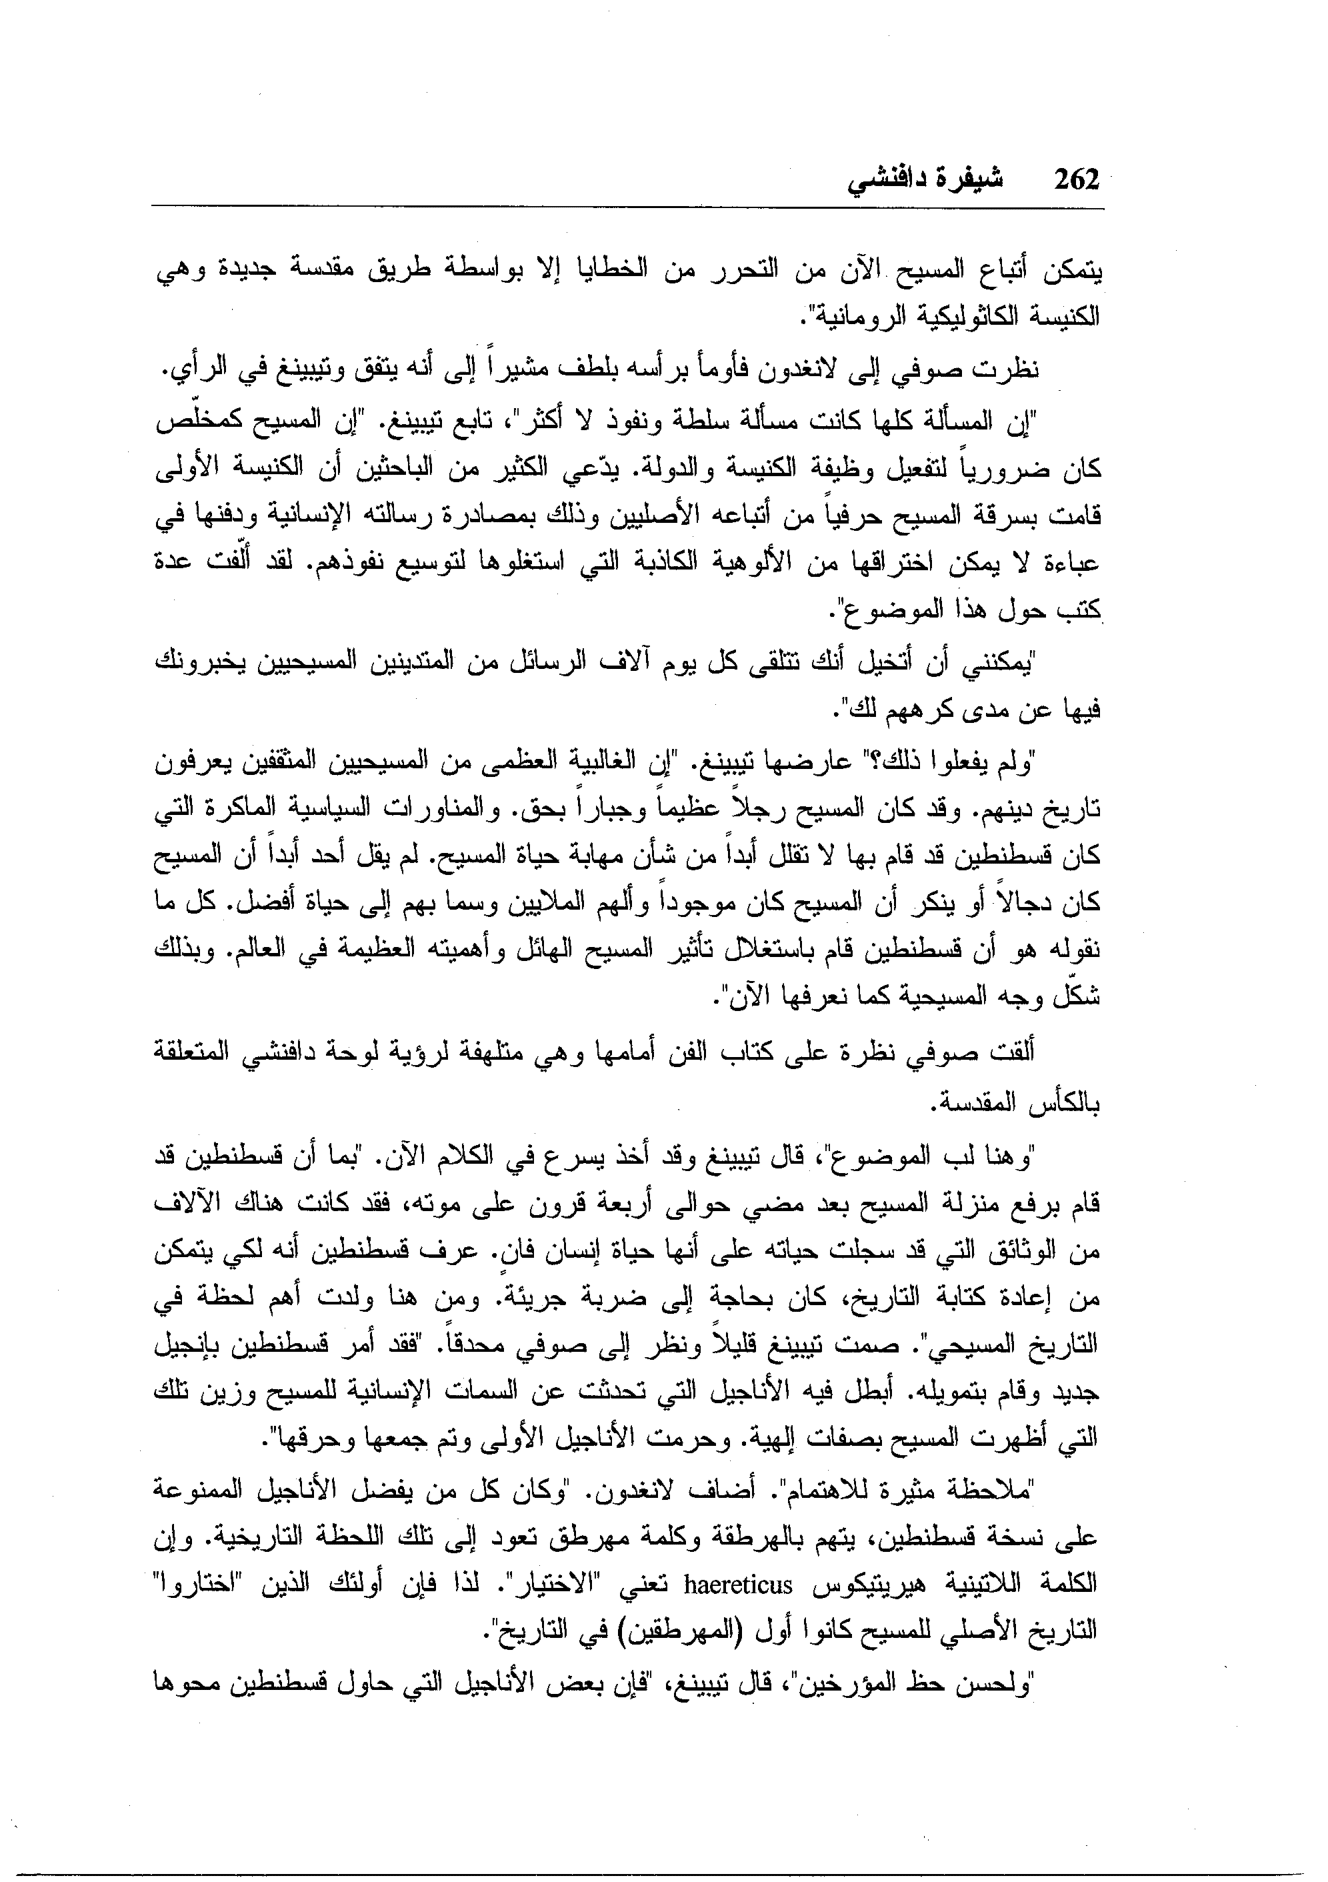 262 شيفرة دافنشي
يتمكن أتباع المسيح الآن من التحرر من الخطايا إلا بواسطة طريق مقدسة جديدة وهي
الكنيسة الكاثوليكية الرومانية".
نظرت صوفي إلى لانغدون فأومأ برأسه بلطف مشيراً إلى أنه يتفق وتيبينغ في الرأي.
"إن المسألة كلها كانت مسألة سلطة ونفوذ لا أكثر"، تابع تيبينغ. "إن المسيح كمخلّص
كان ضرورياً لتفعيل وظيفة الكنيسة والدولة. يدّعي الكثير من الباحثين أن الكنيسة الأولى
قامت بسرقة المسيح حرفياً من أتباعه الأصليين وذلك بمصادرة رسالته الإنسانية ودفنها في
عباءة لا يمكن اختراقها من الألوهية الكاذبة التي استغلوها لتوسيع نفوذهم. لقد ألّفت عدة
كتب حول هذا الموضوع".
"يمكنني أن أتخيل أنك تتلقى كل يوم آلاف الرسائل من المتدينين المسيحيين يخبرونك
فيها عن مدى كرههم لك".
"ولم يفعلوا ذلك؟" عارضها تيبينغ. "إن الغالبية العظمى من المسيحيين المثقفين يعرفون
تاريخ دينهم. وقد كان المسيح رجلاً عظيماً وجباراً بحق. والمناورات السياسية الماكرة التي
كان قسطنطين قد قام بها لا تقلل أبداً من شأن مهابة حياة المسيح. لم يقل أحد أبداً أن المسيح
كان دجالاً أو ينكر أن المسيح كان موجوداً وألهم الملايين وسما بهم إلى حياة أفضل. كل ما
نقوله هو أن قسطنطين قام باستغلال تأثير المسيح الهائل وأهميته العظيمة في العالم. وبذلك
شكّل وجه المسيحية كما نعرفها الآن".
ألقت صوفي نظرة على كتاب الفن أمامها وهي متلهفة لرؤية لوحة دافنشي المتعلقة
بالكأس المقدسة.
"وهنا لب الموضوع"، قال تيبينغ وقد أخذ يسرع في الكلام الآن. "بما أن قسطنطين قد
قام برفع منزلة المسيح بعد مضي حوالى أربعة قرون على موته، فقد كانت هناك الآلاف
من الوثائق التي قد سجلت حياته على أنها حياة إنسان فانٍ. عرف قسطنطين أنه لكي يتمكن
من إعادة كتابة التاريخ، كان بحاجة إلى ضربة جريئة. ومن هنا ولدت أهم لحظة في
التاريخ المسيحي". صمت تيبينغ قليلاً ونظر إلى صوفي محدقاً. "فقد أمر قسطنطين بإنجيل
جديد وقام بتمويله. أبطل فيه الأناجيل التي تحدثت عن السمات الإنسانية للمسيح وزين تلك
التي أظهرت المسيح بصفات إلهية. وحرمت الأناجيل الأولى وتم جمعها وحرقها".
"ملاحظة مثيرة للاهتمام". أضاف لانغدون. "وكان كل من يفضل الأناجيل الممنوعة
على نسخة قسطنطين، يتهم بالهرطقة وكلمة مهرطق تعود إلى تلك اللحظة التاريخية. وإن
الكلمة اللاتينية هيريتيكوس haereticus تعني "الاختيار". لذا فإن أولئك الذين "اختاروا"
التاريخ الأصلي للمسيح كانوا أول (المهرطقين) في التاريخ".
"ولحسن حظ المؤرخين"، قال تيبينغ، "فإن بعض الأناجيل التي حاول قسطنطين محوها